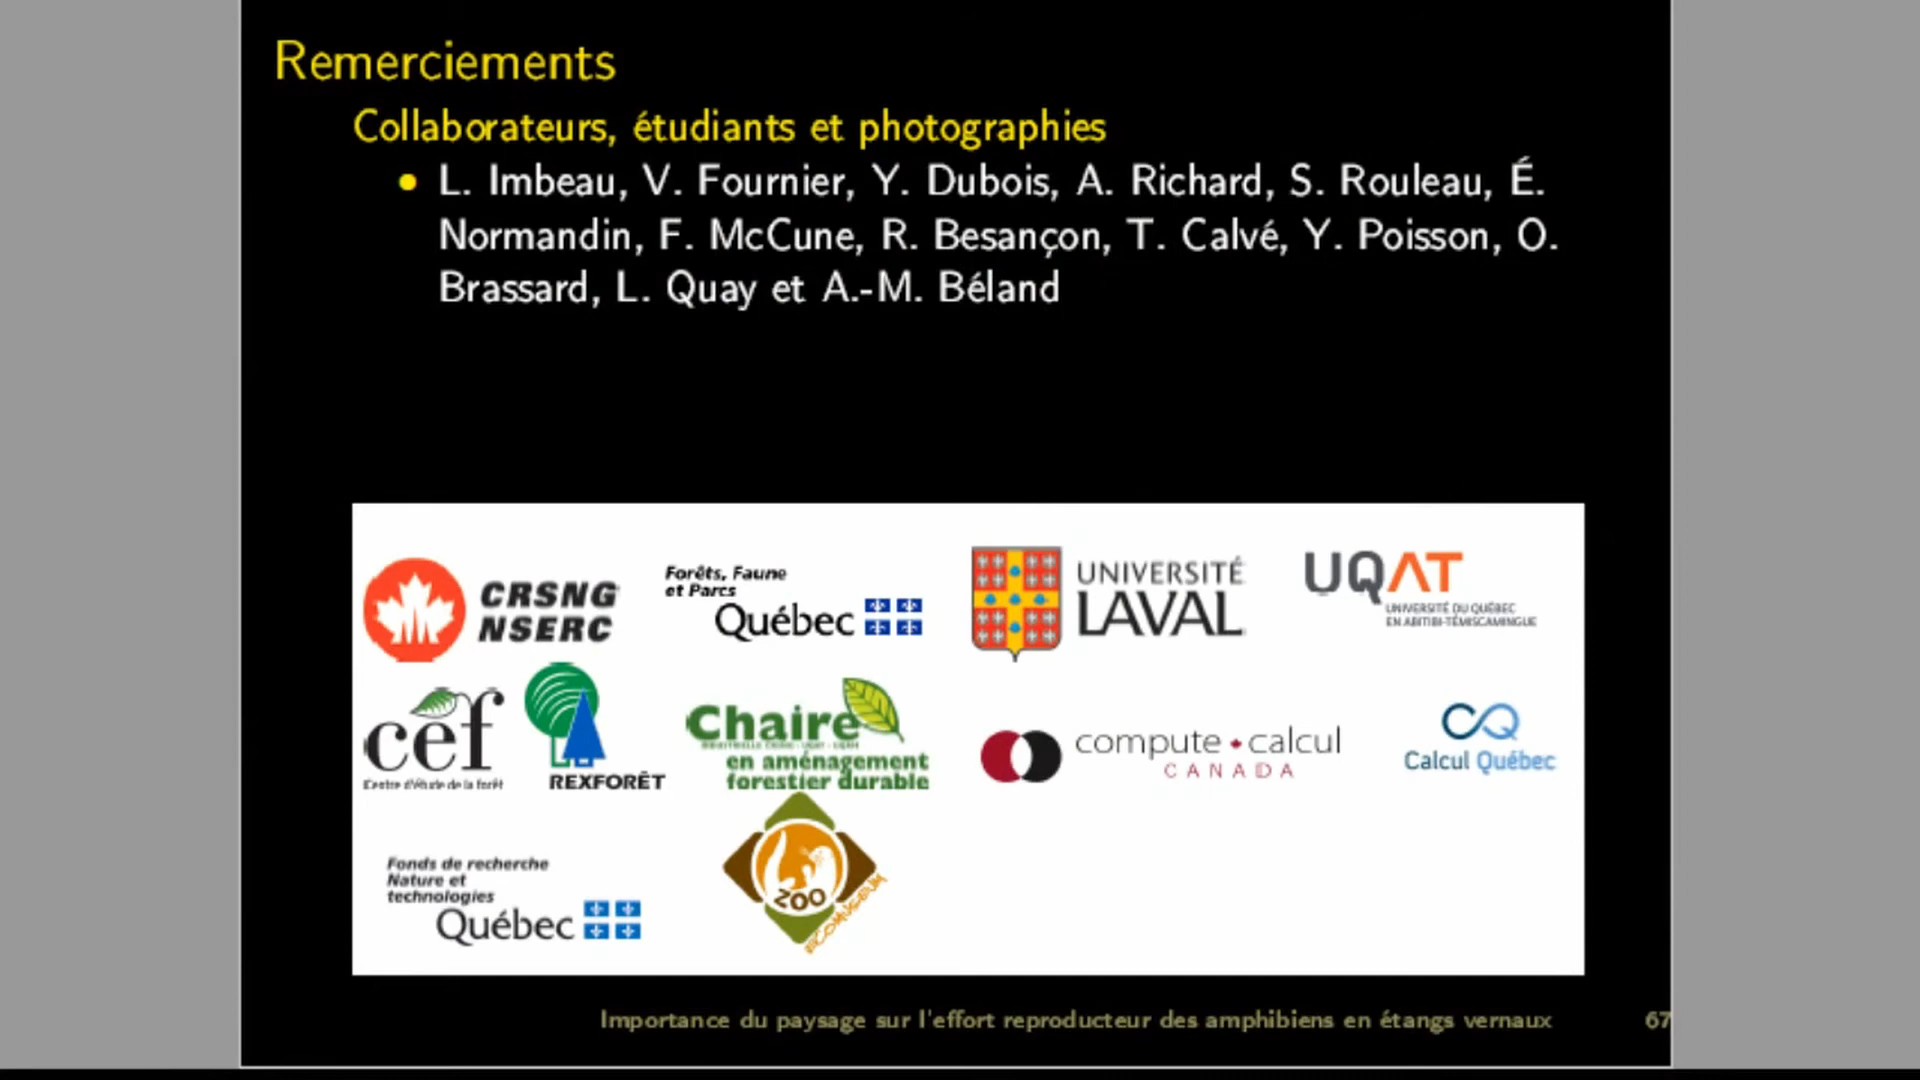 Remerciements
Collaborateurs, étudiants et photographies
L. Imbeau, V. Fournier, Y. Dubois, A. Richard, S. Rouleau, É.
Normandin, F. McCune, R. Besançon, T. Calvé, Y. Poisson, O.
Brassard, L. Quay et A.-M. Béland
CRSNG
NSERC
Forêts, Faune
et Parcs
Québec
UNIVERSITÉ
LAVAL
UQAT
UNIVERSITÉ DU QUÉBEC
EN ABITIBI-TÉMISCAMINGUE
cef
Centre d'étude de la forêt
REXFORÊT
Chaire
en aménagement
forestier durable
compute • calcul
CANADA
Calcul Québec
Fonds de recherche
Nature et
technologies
Québec
ZOO
ECOMUSEUM
Importance du paysage sur l'effort reproducteur des amphibiens en étangs vernaux 67